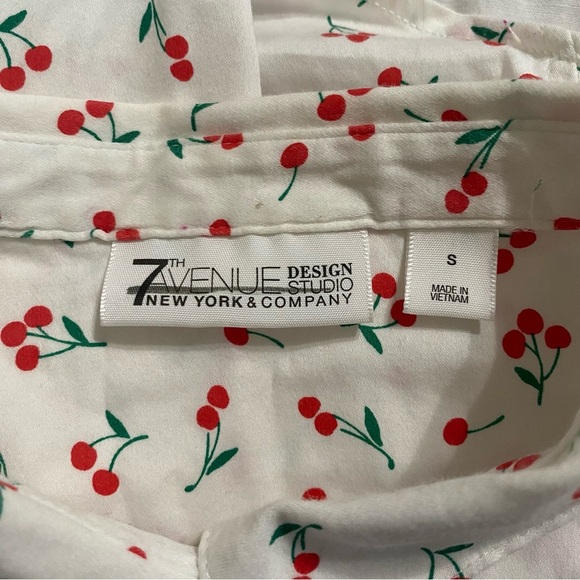 7TH AVENUE DESIGN STUDIO
NEW YORK & COMPANY
S
MADE IN
VIETNAM